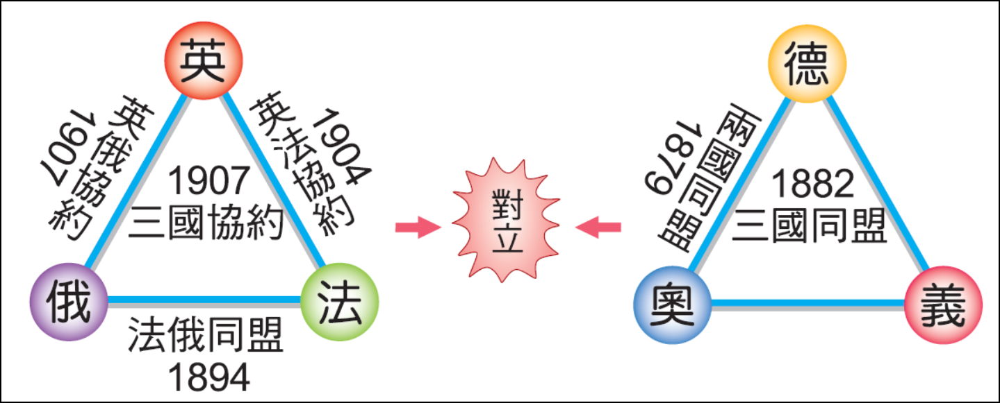 英
英俄協約
1907
英法協約
1904
1907
三國協約
俄
法
法俄同盟
1894
對立
德
兩國同盟
1879
1882
三國同盟
奧
義